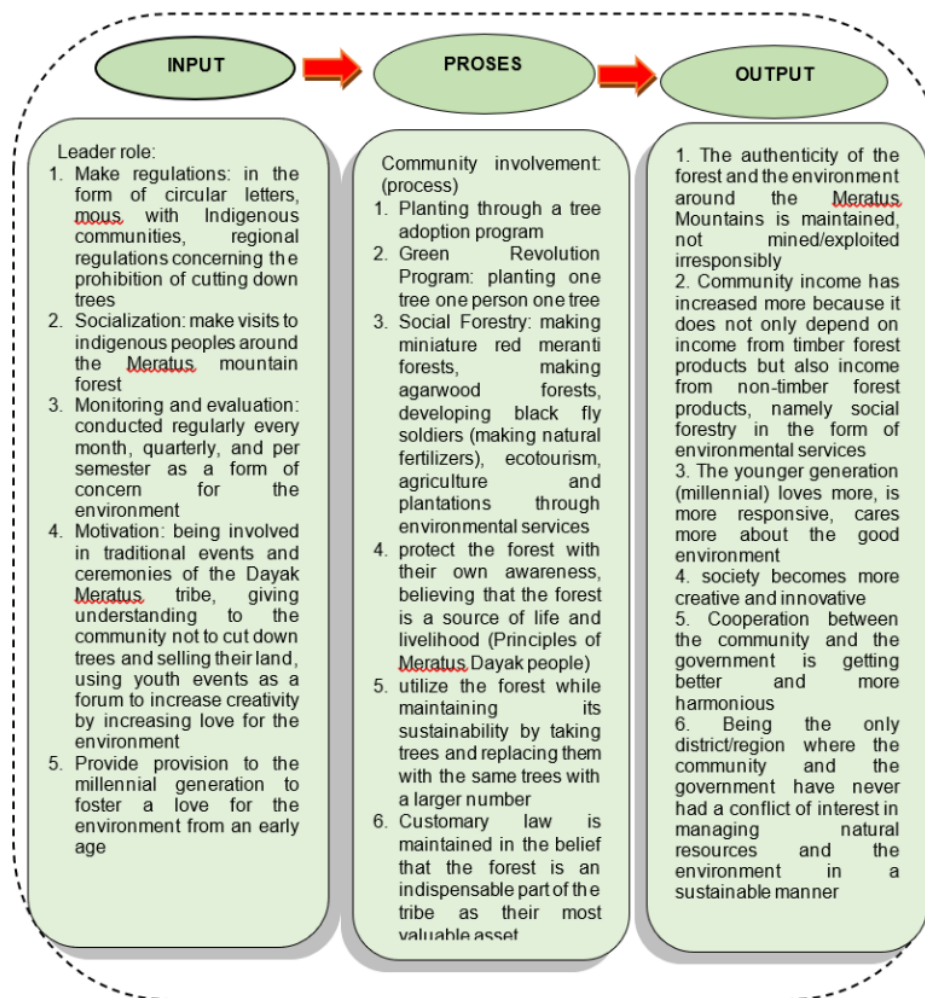 INPUT
PROSES
OUTPUT
Leader role:
1. Make regulations: in the
form of circular letters,
mous with Indigenous
communities, regional
regulations concerning the
prohibition of cutting down
trees
2. Socialization: make visits to
indigenous peoples around
the Meratus mountain
forest
3. Monitoring and evaluation:
conducted regularly every
month, quarterly, and per
semester as a form of
concern for the
environment
4. Motivation: being involved
in traditional events and
ceremonies of the Dayak
Meratus tribe, giving
understanding to the
community not to cut down
trees and selling their land,
using youth events as a
forum to increase creativity
by increasing love for the
environment
5. Provide provision to the
millennial generation to
foster a love for the
environment from an early
age
Community involvement:
(process)
1. Planting through a tree
adoption program
2. Green Revolution
Program: planting one
tree one person one tree
3. Social Forestry: making
miniature red meranti
forests, making
agarwood forests,
developing black fly
soldiers (making natural
fertilizers), ecotourism,
agriculture and
plantations through
environmental services
4. protect the forest with
their own awareness,
believing that the forest
is a source of life and
livelihood (Principles of
Meratus Dayak people)
5. utilize the forest while
maintaining its
sustainability by taking
trees and replacing them
with the same trees with
a larger number
6. Customary law is
maintained in the belief
that the forest is an
indispensable part of the
tribe as their most
valuable asset
1. The authenticity of the
forest and the environment
around the Meratus
Mountains is maintained,
not mined/exploited
irresponsibly
2. Community income has
increased more because it
does not only depend on
income from timber forest
products but also income
from non-timber forest
products, namely social
forestry in the form of
environmental services
3. The younger generation
(millennial) loves more, is
more responsive, cares
more about the good
environment
4. society becomes more
creative and innovative
5. Cooperation between
the community and the
government is getting
better and more
harmonious
6. Being the only
district/region where the
community and the
government have never
had a conflict of interest in
managing natural
resources and the
environment in a
sustainable manner